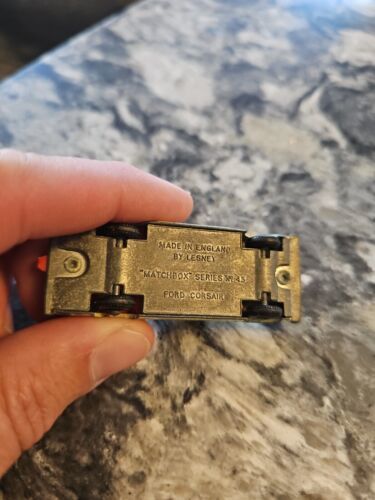 MADE IN ENGLAND
BY LESNEY
"MATCHBOX" SERIES Nº 45
FORD CORSAIR